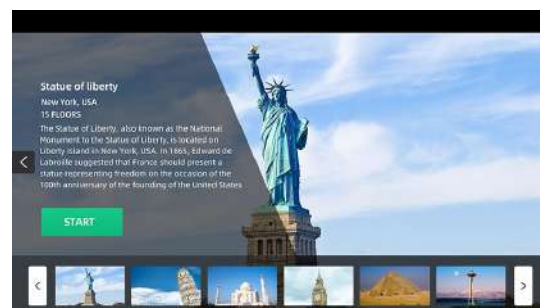 Statue of liberty
New York, USA
15 FLOORS
The Statue of Liberty, also known as the National
Monument to the Statue of Liberty, is located on
Liberty Island in New York, USA. In 1865, Edward de
Labroille suggested that France should present a
statue representing freedom on the occasion of the
100th anniversary of the founding of the United States
START